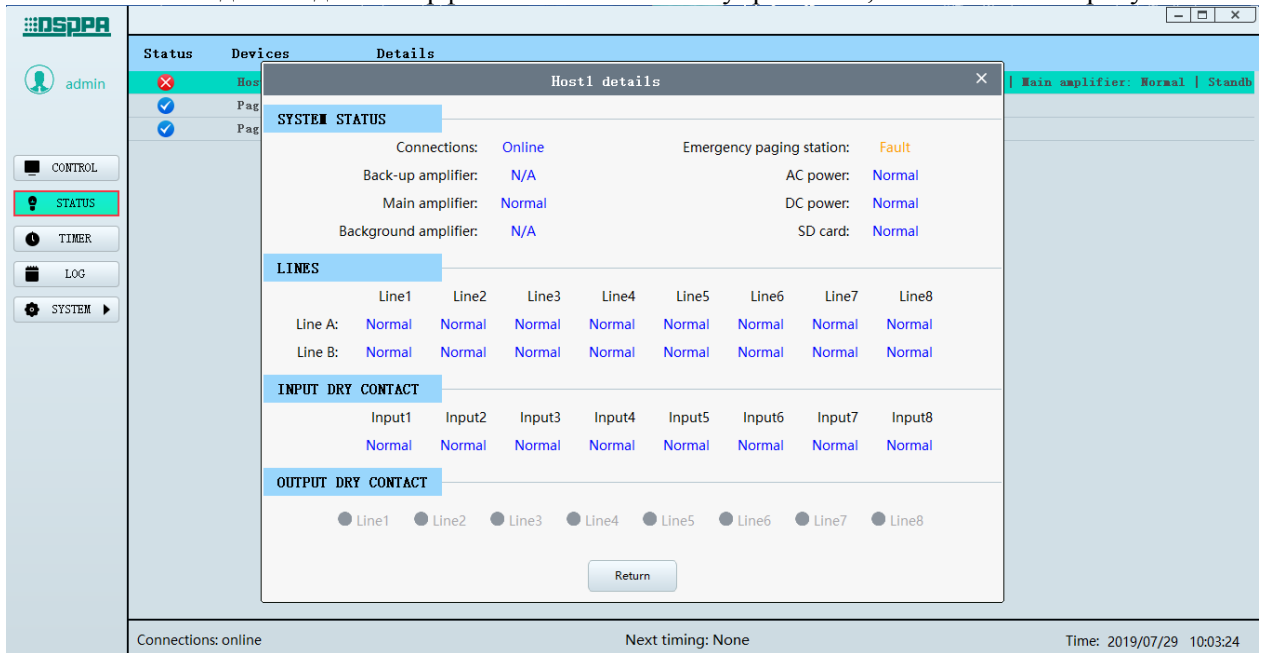 DSPPA
admin
CONTROL
STATUS
TIMER
LOG
SYSTEM
Status Devices Details
| Main amplifier: Normal |
Host1 details
SYSTEM STATUS
Connections: Online Emergency paging station: Fault
Back-up amplifier: N/A AC power: Normal
Main amplifier: Normal DC power: Normal
Background amplifier: N/A SD card: Normal
LINES
Line1 Line2 Line3 Line4 Line5 Line6 Line7 Line8
Line A: Normal Normal Normal Normal Normal Normal Normal Normal
Line B: Normal Normal Normal Normal Normal Normal Normal Normal
INPUT DRY CONTACT
Input1 Input2 Input3 Input4 Input5 Input6 Input7 Input8
Normal Normal Normal Normal Normal Normal Normal Normal
OUTPUT DRY CONTACT
Line1 Line2 Line3 Line4 Line5 Line6 Line7 Line8
Return
Connections: online Next timing: None Time: 2019/07/29 10:03:24